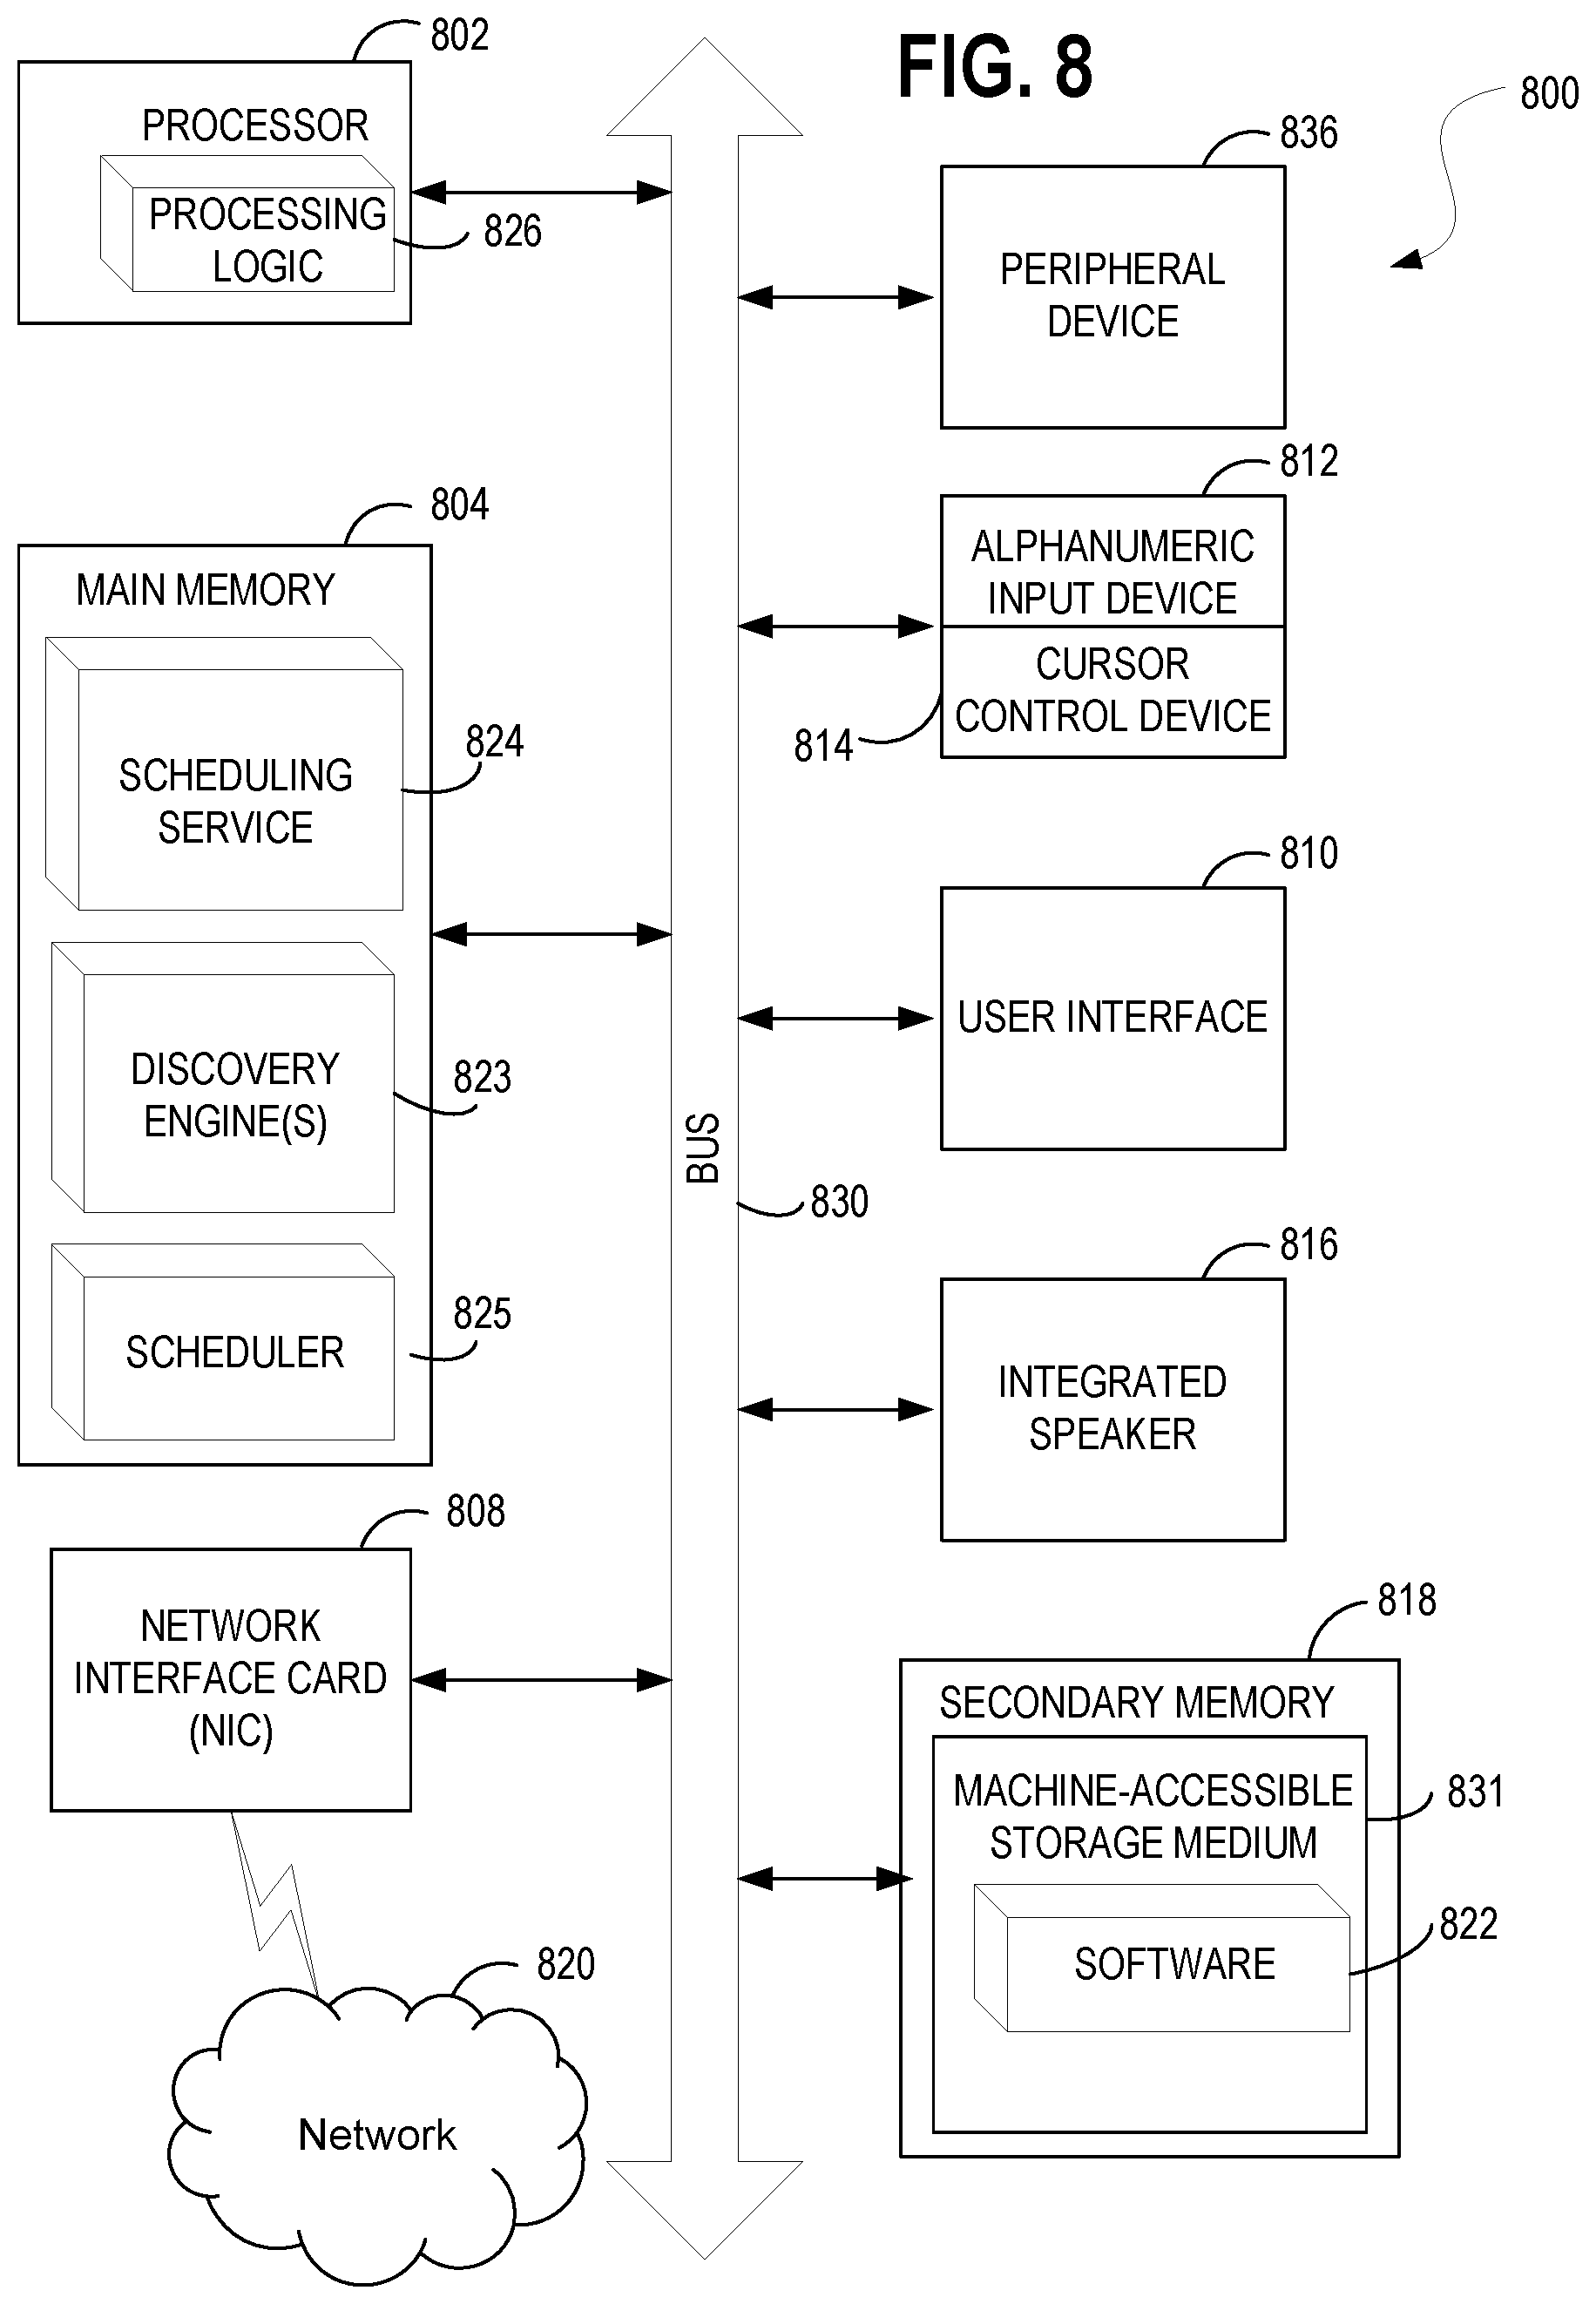 FIG. 8
800
802
PROCESSOR
PROCESSING
LOGIC
826
804
MAIN MEMORY
SCHEDULING
SERVICE
824
DISCOVERY
ENGINE(S)
823
SCHEDULER
825
808
NETWORK
INTERFACE CARD
(NIC)
820
Network
BUS
830
836
PERIPHERAL
DEVICE
812
ALPHANUMERIC
INPUT DEVICE
CURSOR
CONTROL DEVICE
814
810
USER INTERFACE
816
INTEGRATED
SPEAKER
818
SECONDARY MEMORY
MACHINE-ACCESSIBLE
STORAGE MEDIUM
831
SOFTWARE
822